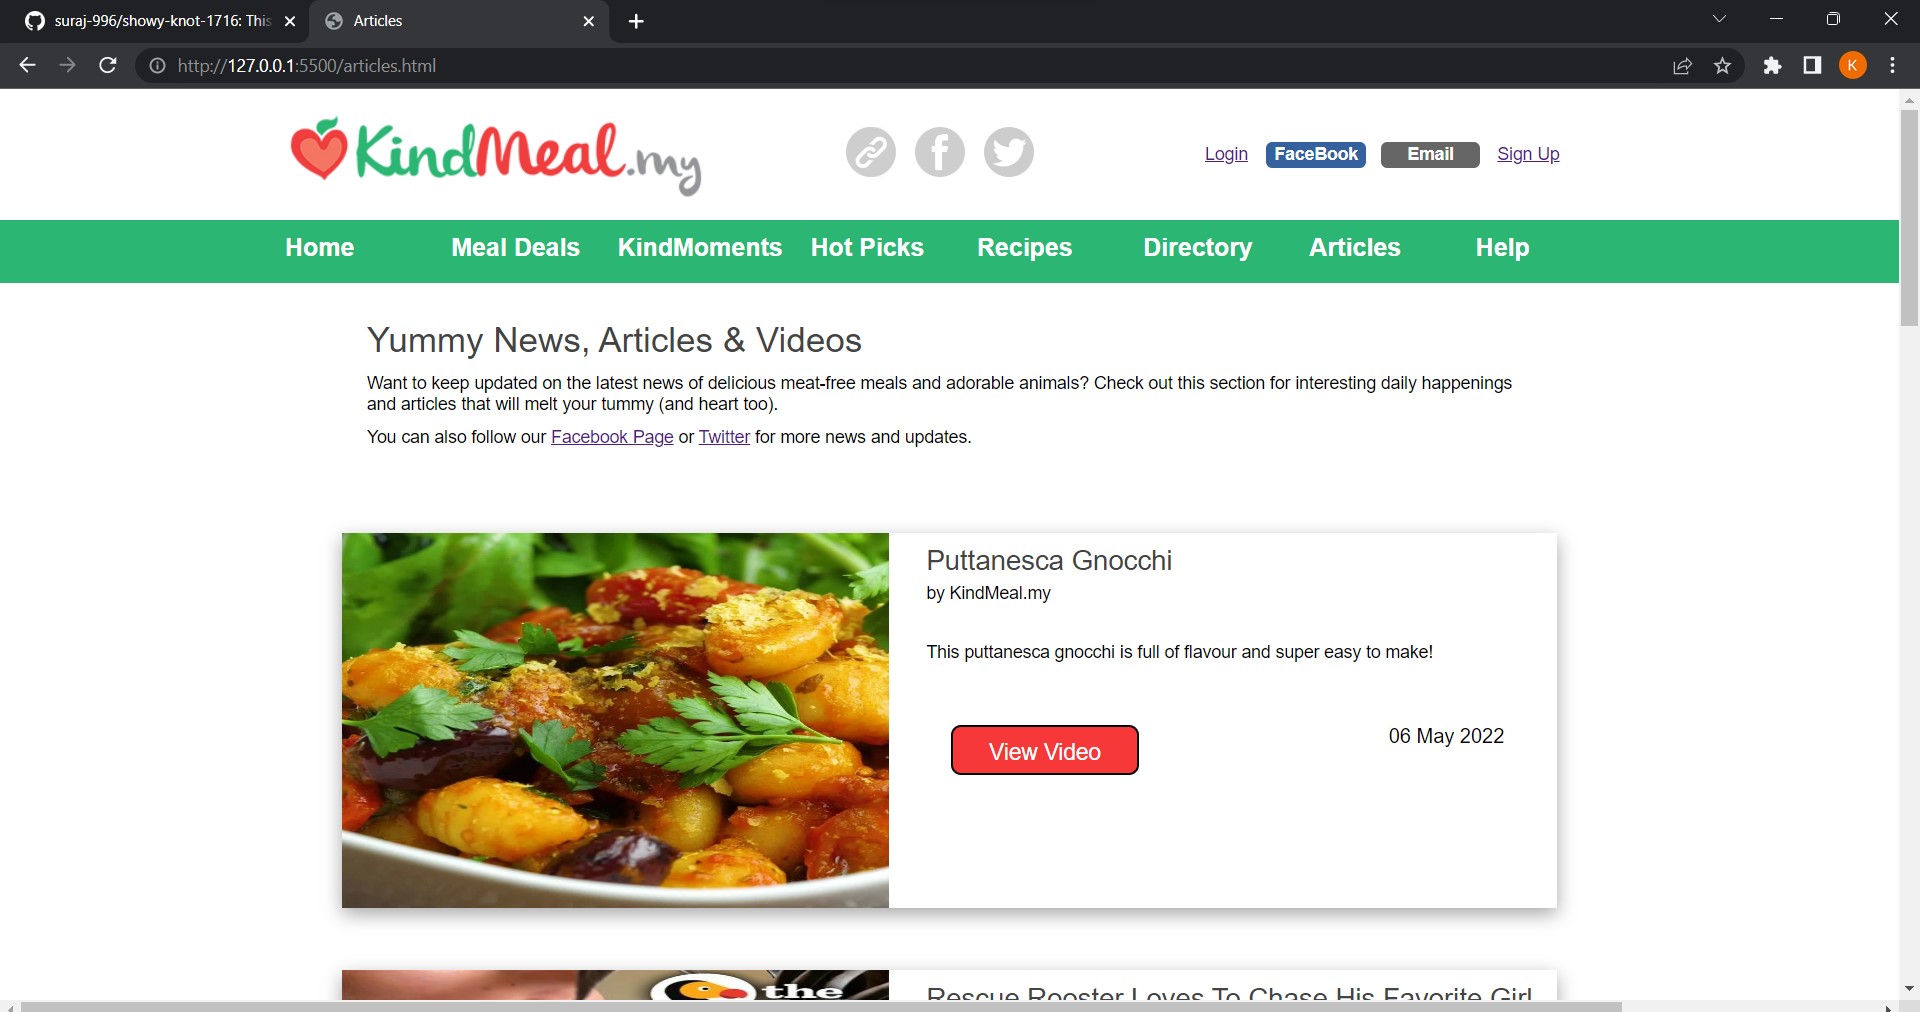 suraj-996/showy-knot-1716: This
Articles
http://127.0.0.1:5500/articles.html
K
KindMeal.my
Login
FaceBook
Email
Sign Up
Home
Meal Deals
KindMoments
Hot Picks
Recipes
Directory
Articles
Help
Yummy News, Articles & Videos
Want to keep updated on the latest news of delicious meat-free meals and adorable animals? Check out this section for interesting daily happenings
and articles that will melt your tummy (and heart too).
You can also follow our Facebook Page or Twitter for more news and updates.
Puttanesca Gnocchi
by KindMeal.my
This puttanesca gnocchi is full of flavour and super easy to make!
View Video
06 May 2022
the
Rescue Rooster Loves To Chase His Favorite Girl